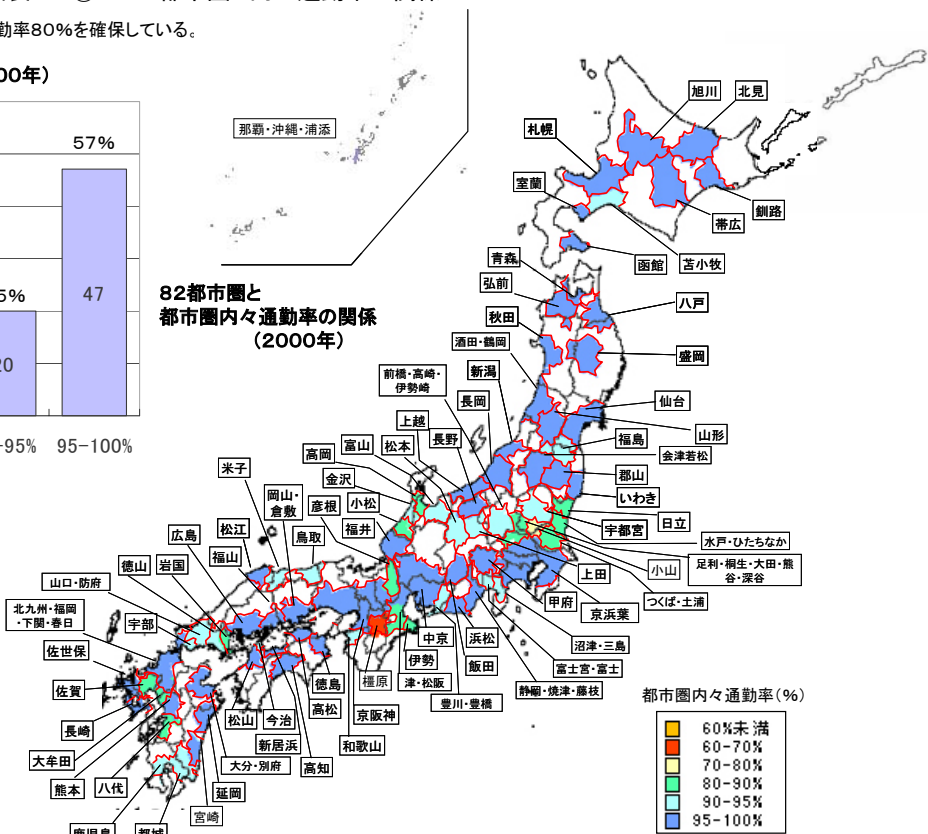 勤率80%を確保している。
00年)
57%
5%
47
20
-95%
95-100%
82都市圏と
都市圏内々通勤率の関係
(2000年)
那覇・沖縄・浦添
旭川
北見
札幌
室蘭
釧路
帯広
函館
苫小牧
青森
弘前
八戸
秋田
酒田・鶴岡
盛岡
前橋・高崎・
伊勢崎
新潟
長岡
仙台
山形
上越
長野
福島
会津若松
富山
松本
高岡
郡山
金沢
いわき
米子
岡山・
倉敷
彦根
小松
福井
宇都宮
日立
水戸・ひたちなか
広島
松江
鳥取
福山
徳山
岩国
小山
足利・桐生・大田・熊
谷・深谷
山口・防府
上田
つくば・土浦
甲府
京浜葉
北九州・福岡
・下関・春日
宇部
中京
浜松
沼津・三島
佐世保
伊勢
飯田
富士宮・富士
佐賀
橿原
津・松阪
静岡・焼津・藤枝
徳島
豊川・豊橋
長崎
松山
今治
高松
京阪神
新居浜
和歌山
大牟田
大分・別府
高知
熊本
八代
延岡
宮崎
鹿児島
都城
都市圏内々通勤率(%)
60%未満
60-70%
70-80%
80-90%
90-95%
95-100%